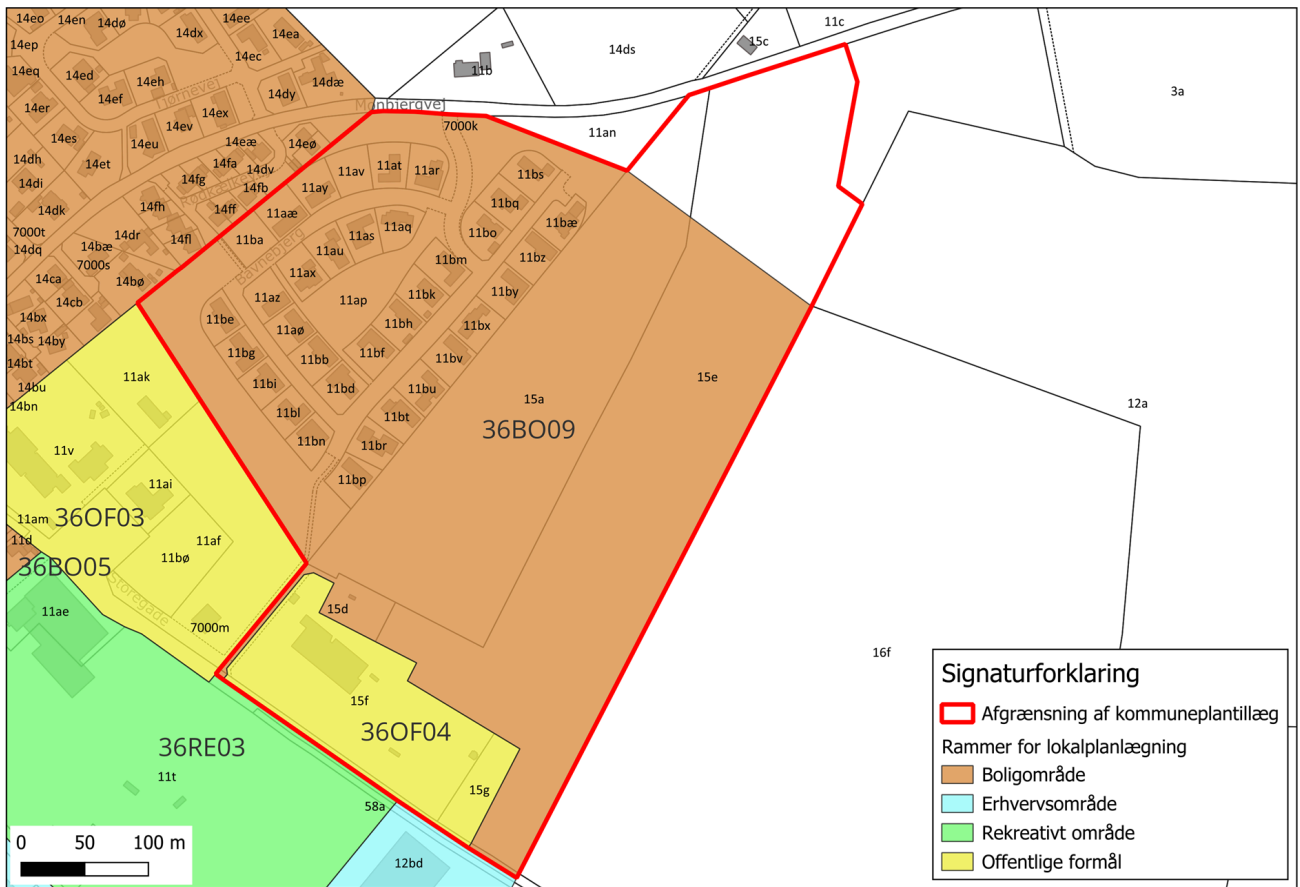 14eo
14en
14dø
14ee
14dx
14ea
14ep
14ec
14eq
14ed
14eh
14dæ
14er
14ef
14dy
Tjørnevej
14ex
14ev
14es
14eu
14eæ
14eø
14dh
14et
14fa
14dv
14di
14fg
14fb
14dk
14fh
14ff
7000t
14dr
14fl
14dq
14bæ
7000s
14bø
14ca
14cb
14bx
14bs
14by
14bt
14bu
14bn
11b
14ds
15c
11c
3a
Mønbjergvej
7000k
11an
11av
11at
11ar
11ay
11bs
11aæ
11bq
11ba
11as
11aq
11bo
11bæ
Bavnebjerg
11au
11ax
11bm
11bz
11az
11ap
11bk
11by
11be
11aø
11bh
11bx
11bg
11bb
11bf
11bv
11bi
11bd
11bu
11bl
11bt
11bn
11br
11bp
15a
15e
36BO09
12a
11ak
11v
11ai
11am
36OF03
11d
11af
36BO05
11bø
Storegade
11ae
7000m
15d
16f
15f
36OF04
36RE03
11t
15g
58a
12bd
0 50 100 m
Signaturforklaring
Afgrænsning af kommuneplantillæg
Rammer for lokalplanlægning
Boligområde
Erhvervsområde
Rekreativt område
Offentlige formål